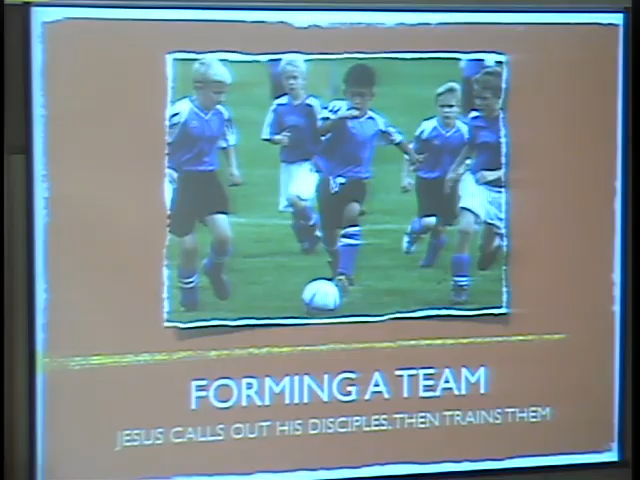 FORMING A TEAM
JESUS CALLS OUT HIS DISCIPLES, THEN TRAINS THEM